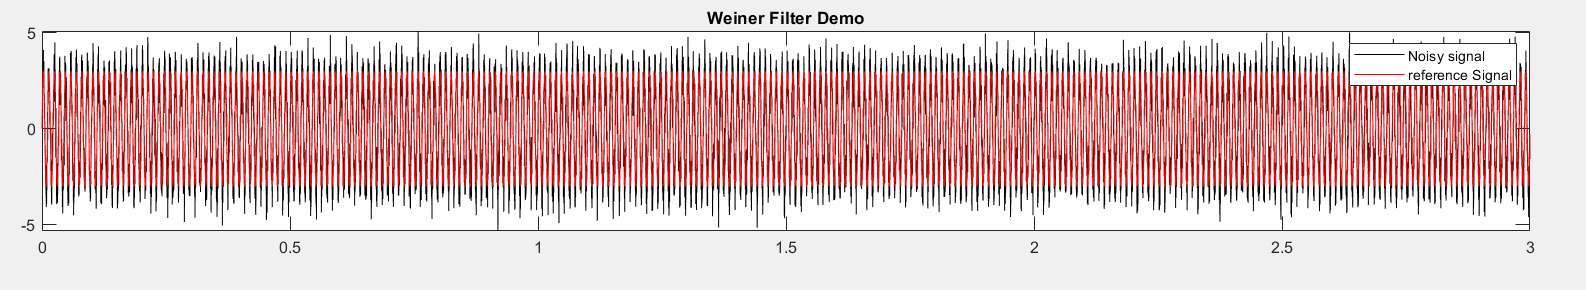 Weiner Filter Demo
5
Noisy signal
reference Signal
0
-5
0 0.5 1 1.5 2 2.5 3